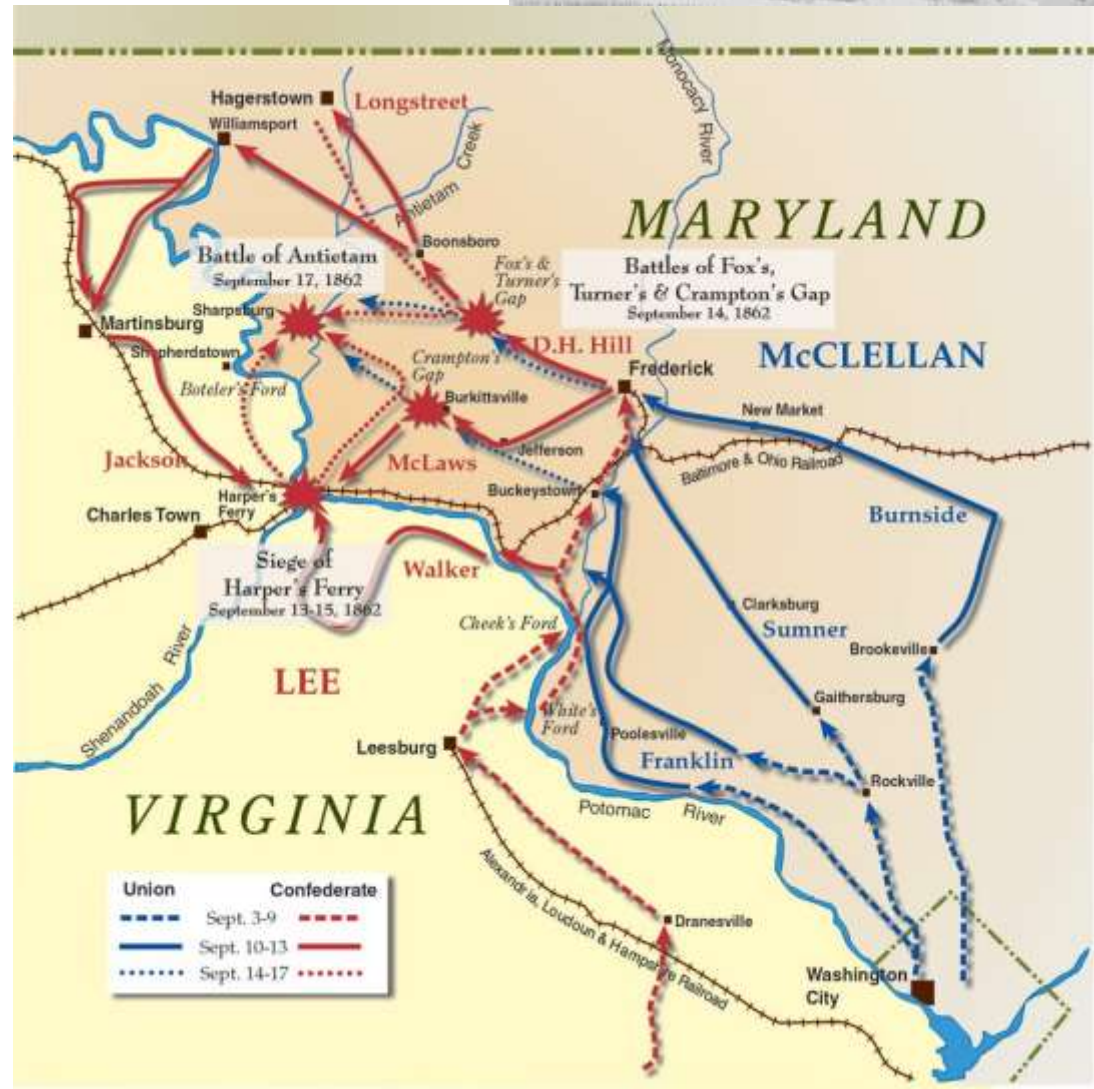 Monocacy River
Hagerstown
Longstreet
Williamsport
Antietam
Creek
MARYLAND
Boonsboro
Battle of Antietam
September 17, 1862
Fox's &
Turner's
Gap
Battles of Fox's,
Turner's & Crampton's Gap
September 14, 1862
Sharpsburg
Martinsburg
D.H. Hill
McCLELLAN
Shepherdstown
Crampton's
Gap
Frederick
Boteler's Ford
Burkittsville
New Market
Jefferson
Baltimore & Ohio Railroad
Jackson
McLaws
Harper's
Ferry
Buckeystown
Charles Town
Burnside
Siege of
Harper's Ferry
September 13-15, 1862
Walker
Clarksburg
Cheek's Ford
Sumner
Brookeville
Shenandoah
River
LEE
Gaithersburg
White's
Ford
Leesburg
Poolesville
Franklin
Rockville
VIRGINIA
Potomac
River
Alexandria, Loudoun & Hampshire Railroad
Union
Confederate
Sept. 3-9
Sept. 10-13
Sept. 14-17
Dranesville
Washington
City